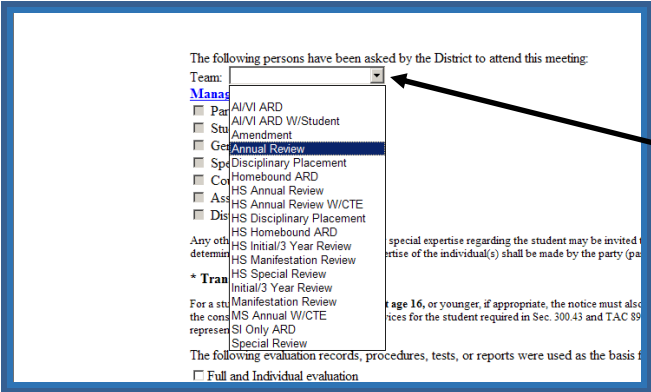 The following persons have been asked by the District to attend this meeting:
Team:
Manag
Par
AI/VI ARD
Stu
AI/VI ARD W/Student
Amendment
Ge
Annual Review
Spe
Disciplinary Placement
Homebound ARD
Co
HS Annual Review
Ass
HS Annual Review W/CTE
Dis
HS Disciplinary Placement
HS Homebound ARD
Any oth special expertise regarding the student may be invited t
HS Initial/3 Year Review
determin rtise of the individual(s) shall be made by the party (pa
HS Manifestation Review
* Tran
HS Special Review
Initial/3 Year Review
For a stu t age 16, or younger, if appropriate, the notice must also
Manifestation Review
the cons ices for the student required in Sec. 300.43 and TAC 89
MS Annual W/CTE
represen
SI Only ARD
Special Review
The following evaluation records, procedures, tests, or reports were used as the basis f
Full and Individual evaluation